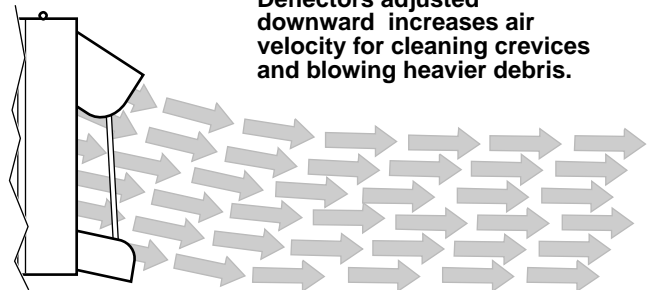 Deflectors adjusted
downward increases air
velocity for cleaning crevices
and blowing heavier debris.